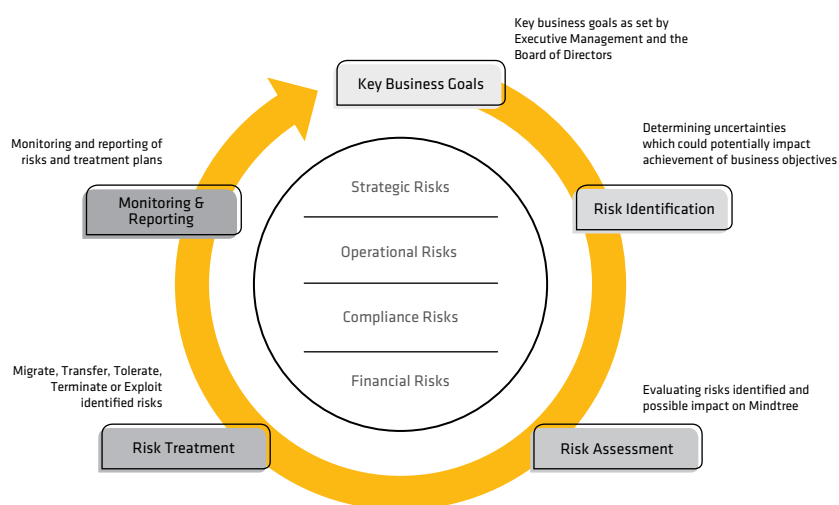 Key business goals as set by
Executive Management and the
Board of Directors
Key Business Goals
Determining uncertainties
which could potentially impact
achievement of business objectives
Risk Identification
Evaluating risks identified and
possible impact on Mindtree
Risk Assessment
Migrate, Transfer, Tolerate,
Terminate or Exploit
identified risks
Risk Treatment
Monitoring and reporting of
risks and treatment plans
Monitoring &
Reporting
Strategic Risks
Operational Risks
Compliance Risks
Financial Risks